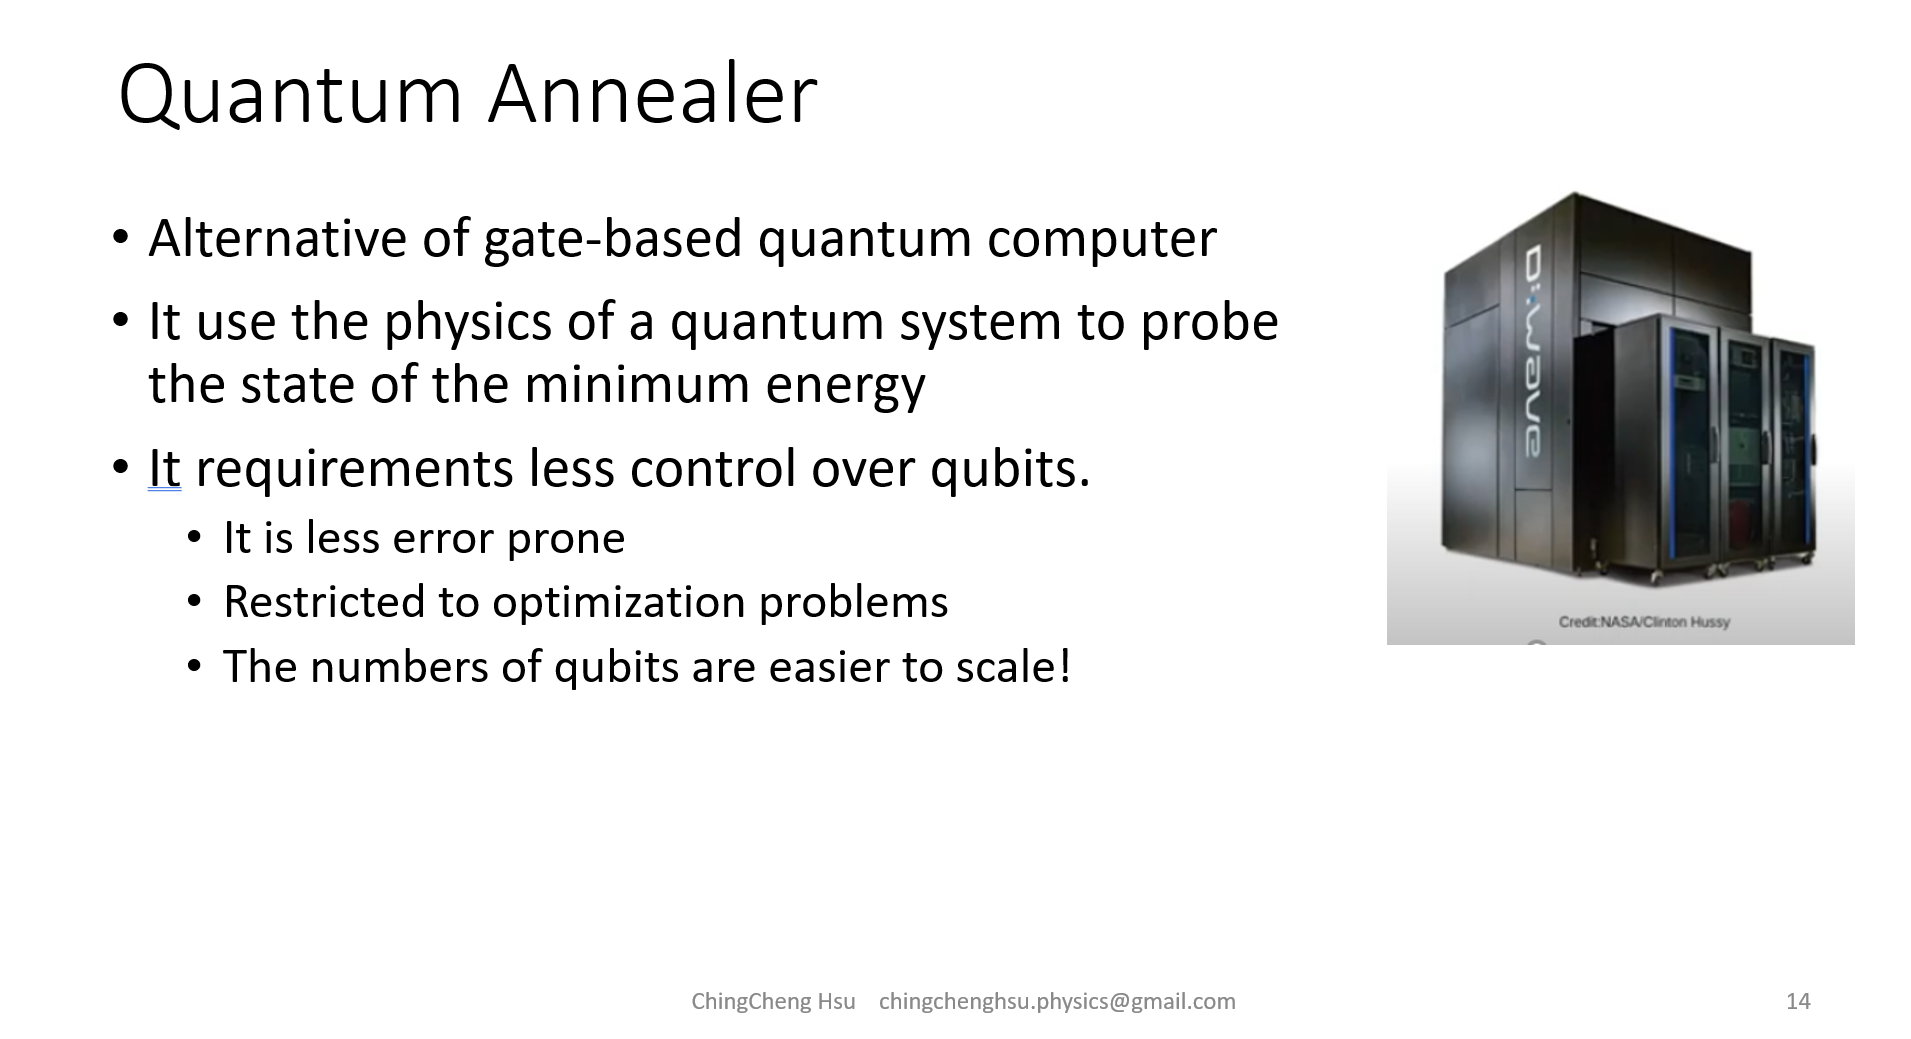 Quantum Annealer
• Alternative of gate-based quantum computer
• It use the physics of a quantum system to probe
the state of the minimum energy
• It requirements less control over qubits.
• It is less error prone
• Restricted to optimization problems
• The numbers of qubits are easier to scale!
D:wave
Credit:NASA/Clinton Hussy
ChingCheng Hsu chingchenghsu.physics@gmail.com
14